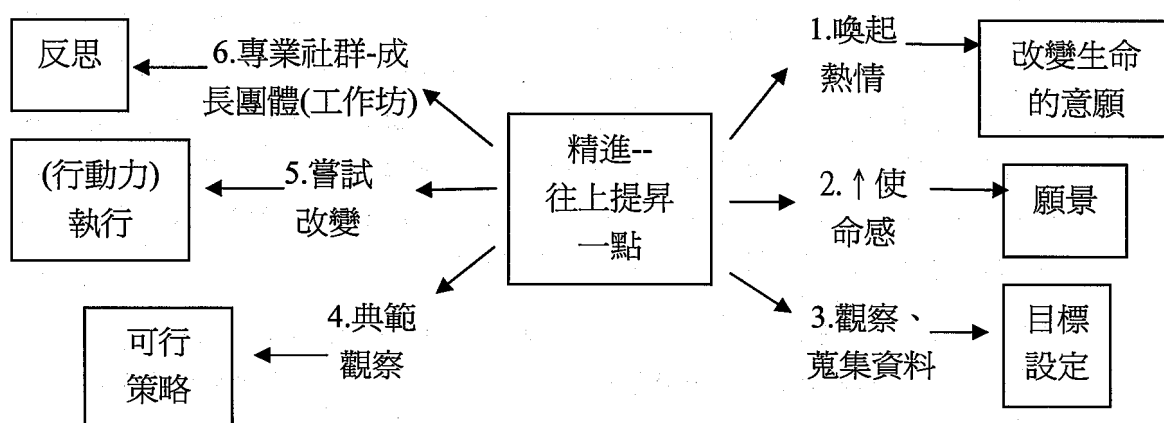 精進--
往上提昇
一點
1.喚起
熱情
改變生命
的意願
2.↑使
命感
願景
3.觀察、
蒐集資料
目標
設定
4.典範
觀察
可行
策略
5.嘗試
改變
(行動力)
執行
6.專業社群-成
長團體(工作坊)
反思